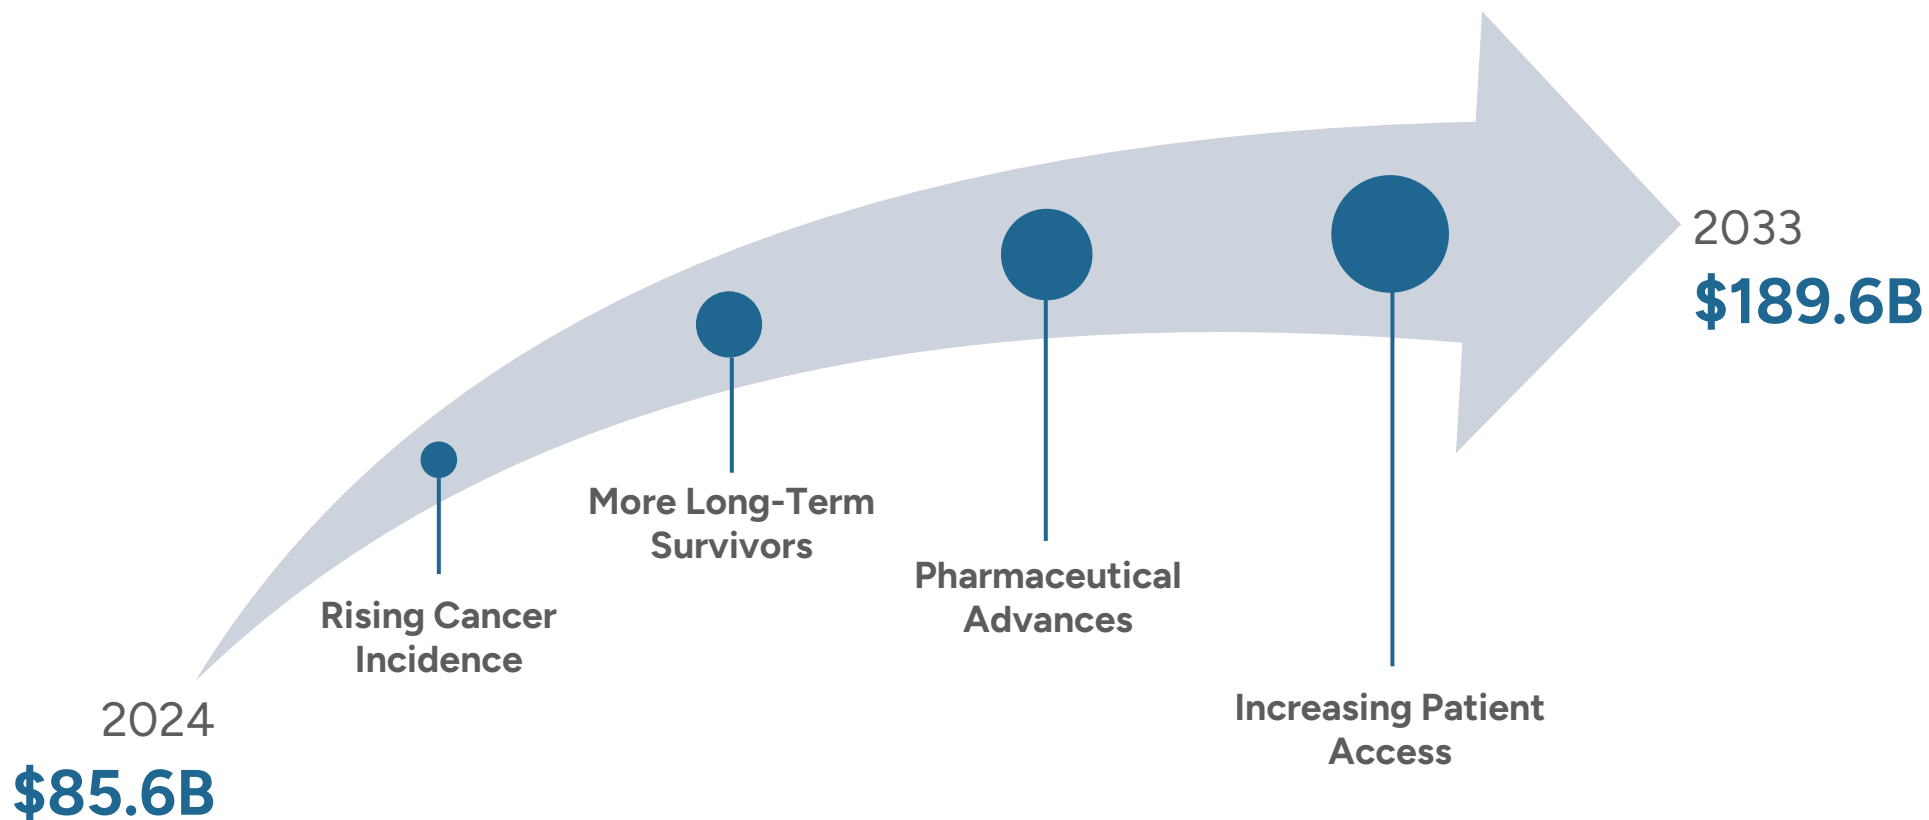 2024
$85.6B
Rising Cancer
Incidence
More Long-Term
Survivors
Pharmaceutical
Advances
Increasing Patient
Access
2033
$189.6B